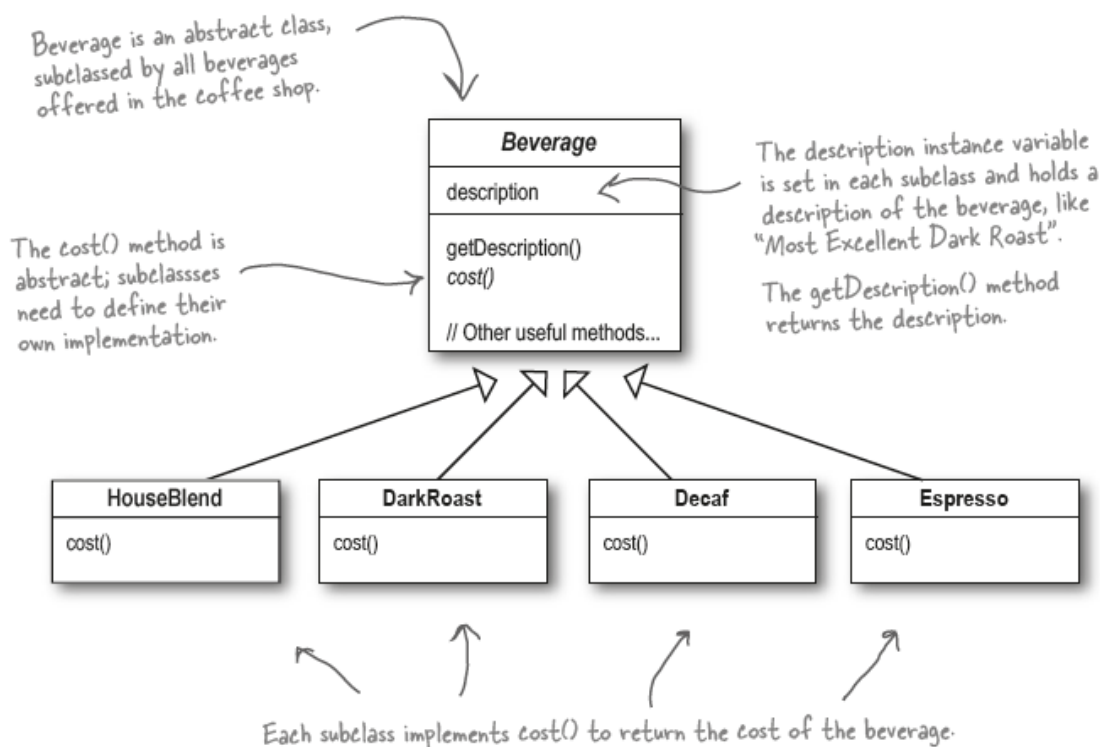 Beverage is an abstract class,
subclassed by all beverages
offered in the coffee shop.
Beverage
description
getDescription()
cost()
// Other useful methods...
The description instance variable
is set in each subclass and holds a
description of the beverage, like
“Most Excellent Dark Roast”.
The getDescription() method
returns the description.
The cost() method is
abstract; subclassses
need to define their
own implementation.
HouseBlend
cost()
DarkRoast
cost()
Decaf
cost()
Espresso
cost()
Each subclass implements cost() to return the cost of the beverage.